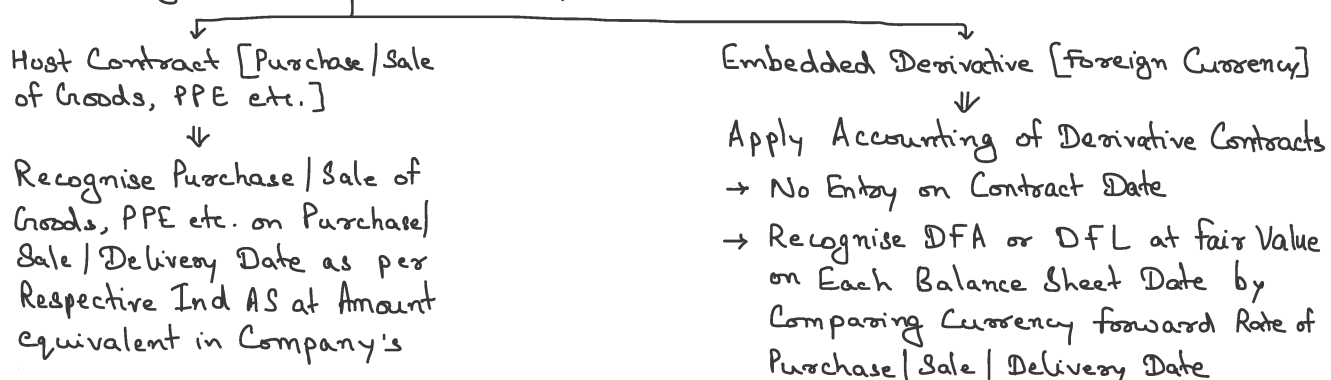 Host Contract [Purchase/Sale
of Goods, PPE etc.]
⇓
Recognise Purchase/Sale of
Goods, PPE etc. on Purchase/
Sale/Delivery Date as per
Respective Ind AS at Amount
equivalent in Company's
Embedded Derivative [Foreign Currency]
⇓
Apply Accounting of Derivative Contracts
→ No Entry on Contract Date
→ Recognise DFA or DFL at fair Value
on Each Balance Sheet Date by
Comparing Currency forward Rate of
Purchase/Sale/Delivery Date